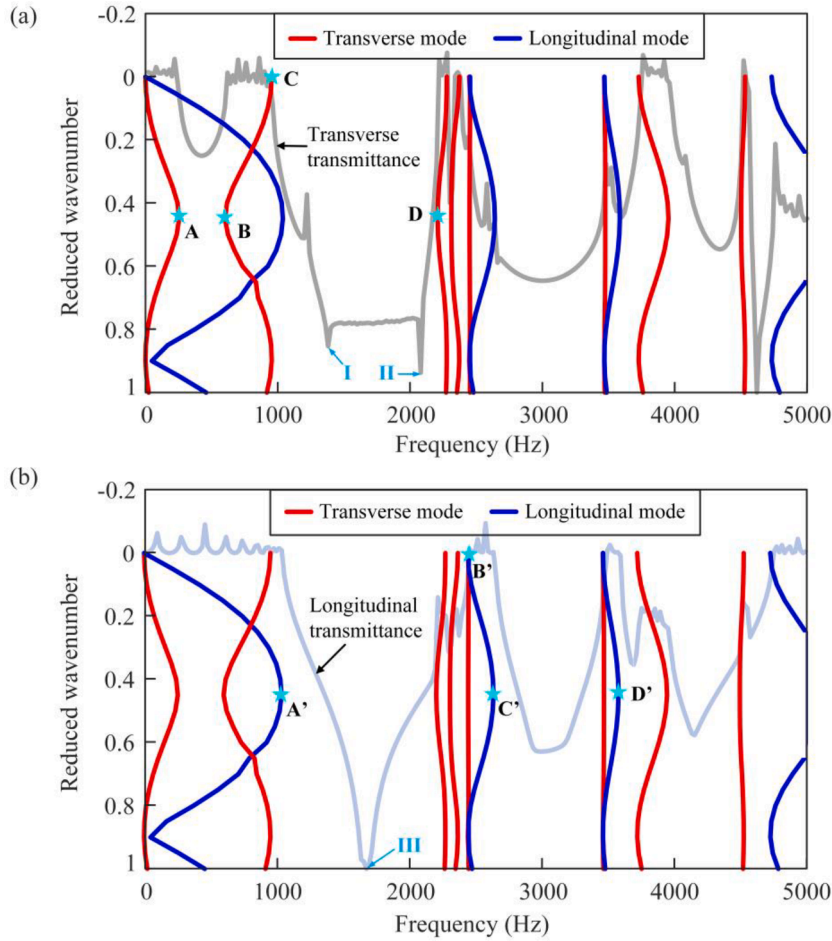 (a)
-0.2
0
0.2
0.4
0.6
0.8
1
Reduced wavenumber
Transverse mode
Longitudinal mode
C
Transverse
transmittance
A
B
D
I
II
0
1000
2000
3000
4000
5000
Frequency (Hz)
(b)
-0.2
0
0.2
0.4
0.6
0.8
1
Reduced wavenumber
Transverse mode
Longitudinal mode
B'
Longitudinal
transmittance
A'
C'
D'
III
0
1000
2000
3000
4000
5000
Frequency (Hz)